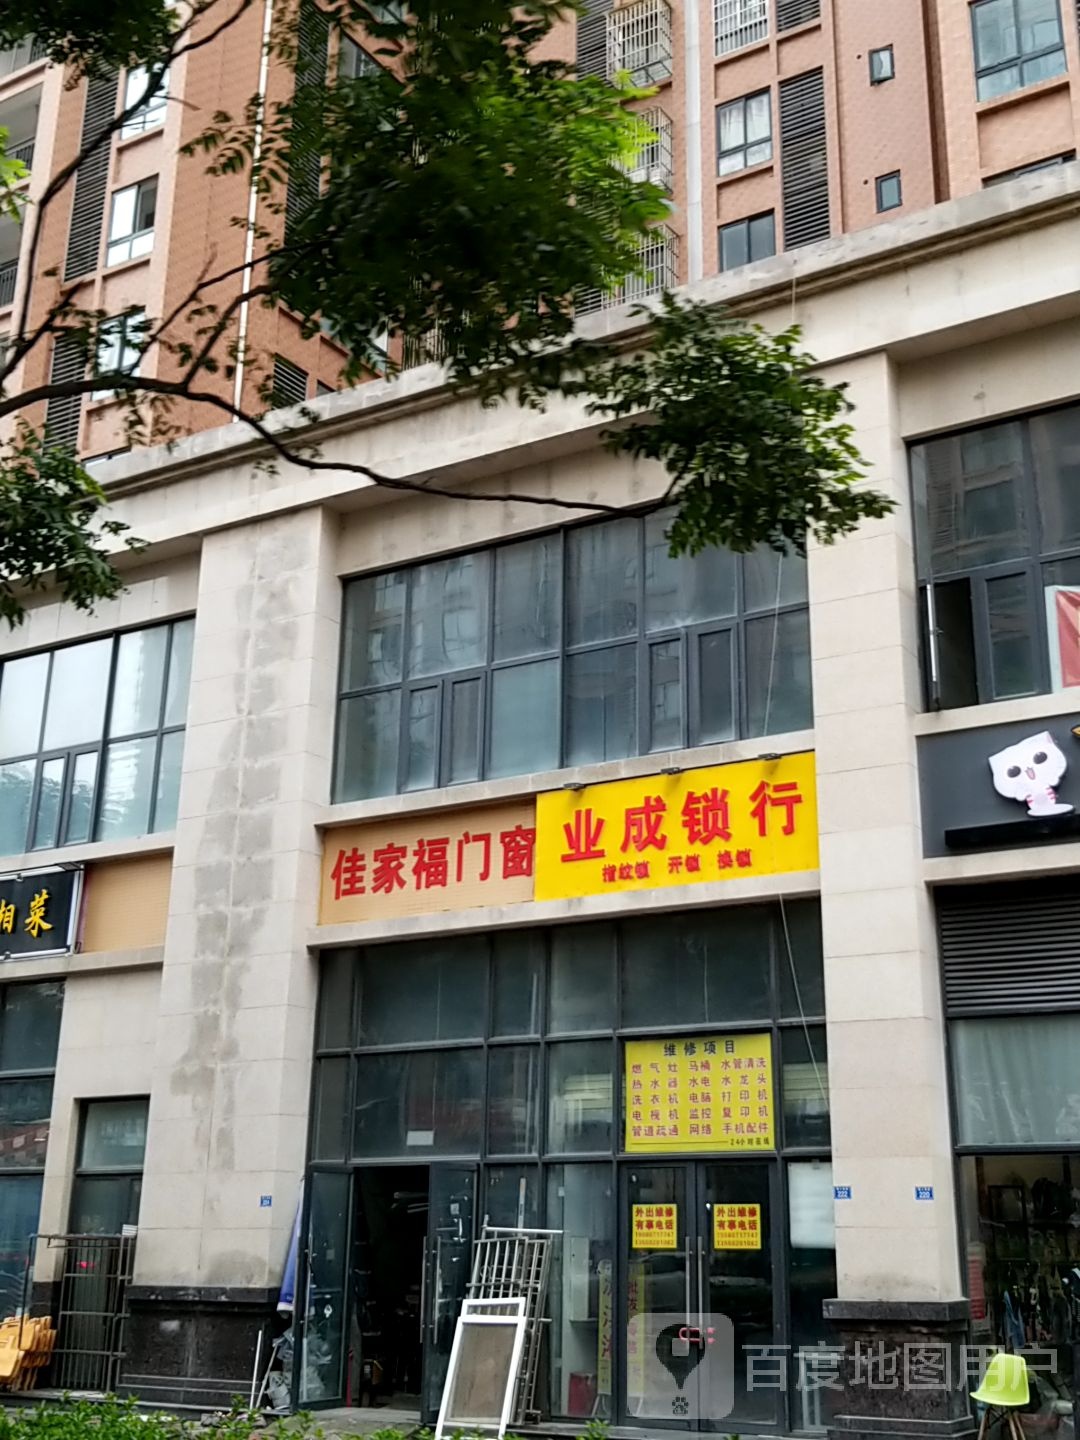 佳家福门窗
业成锁行
指纹锁 开锁 换锁
湘菜
维修项目
燃气灶 马桶 水管清洗
热水器 水电 水龙头
洗衣机 电脑 打印机
电视机 监控 复印机
管道疏通 网络 手机配件
24小时在线
外出维修
有事电话
外出维修
有事电话
222
220
百度地图用户